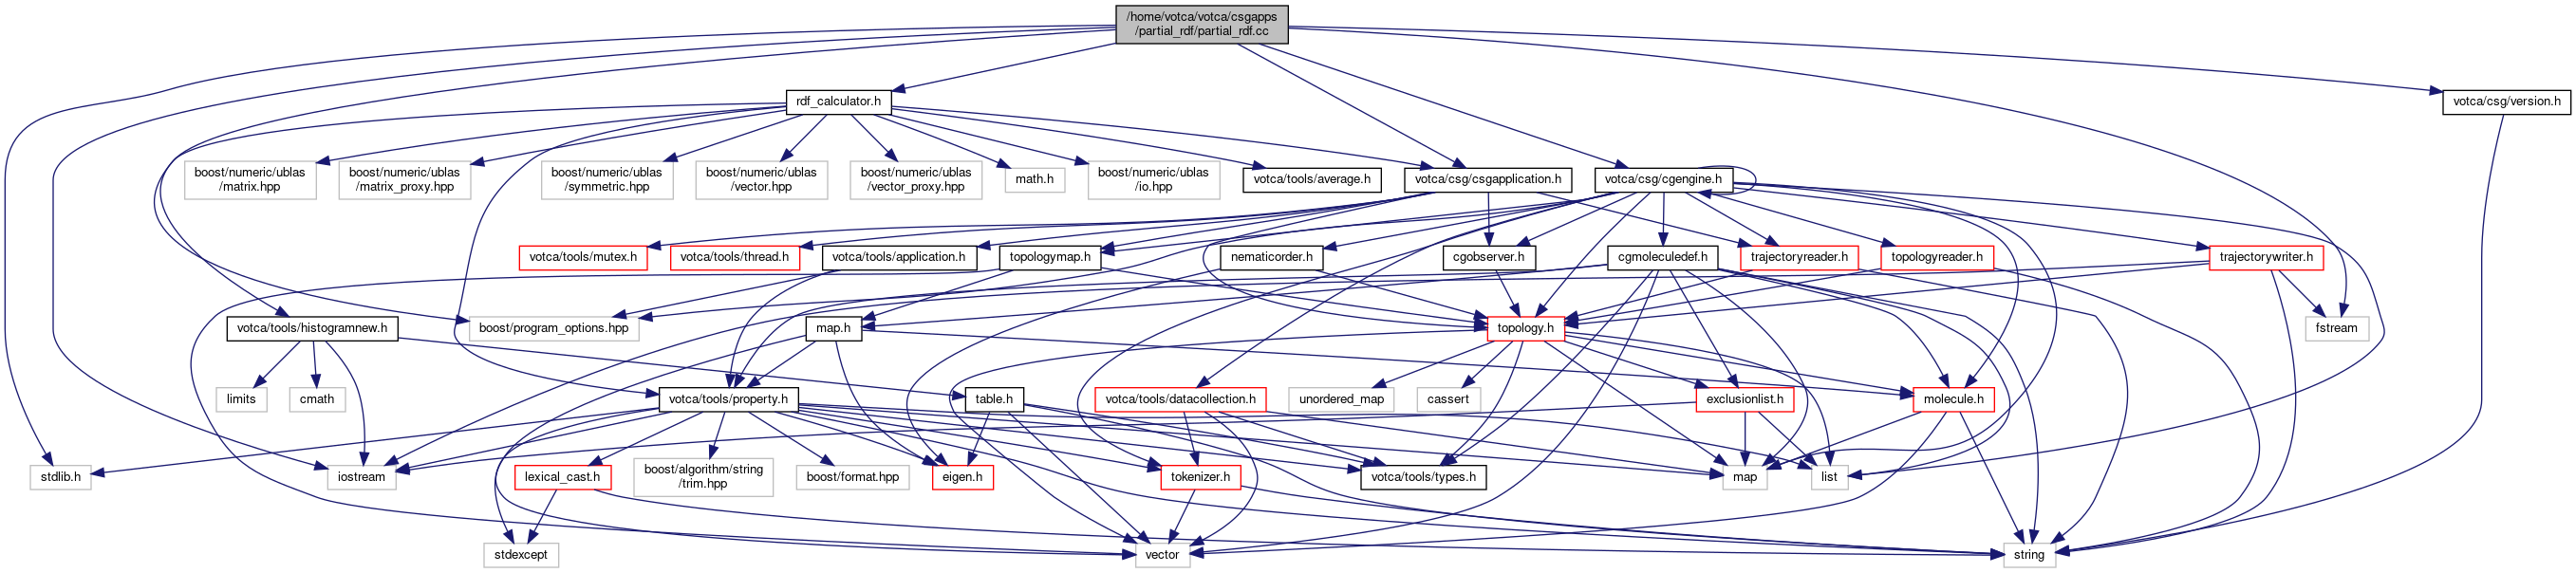 /home/votca/votca/csgapps
/partial_rdf/partial_rdf.cc
rdf_calculator.h
votca/csg/version.h
boost/numeric/ublas
/matrix.hpp
boost/numeric/ublas
/matrix_proxy.hpp
boost/numeric/ublas
/symmetric.hpp
boost/numeric/ublas
/vector.hpp
boost/numeric/ublas
/vector_proxy.hpp
math.h
boost/numeric/ublas
/io.hpp
votca/tools/average.h
votca/csg/csgapplication.h
votca/csg/cgengine.h
votca/tools/mutex.h
votca/tools/thread.h
votca/tools/application.h
topologymap.h
nematicorder.h
cgobserver.h
cgmoleculedef.h
trajectoryreader.h
topologyreader.h
trajectorywriter.h
votca/tools/histogramnew.h
boost/program_options.hpp
map.h
topology.h
fstream
limits
cmath
votca/tools/property.h
table.h
votca/tools/datacollection.h
unordered_map
cassert
exclusionlist.h
molecule.h
stdlib.h
iostream
lexical_cast.h
boost/algorithm/string
/trim.hpp
boost/format.hpp
eigen.h
tokenizer.h
votca/tools/types.h
map
list
stdexcept
vector
string